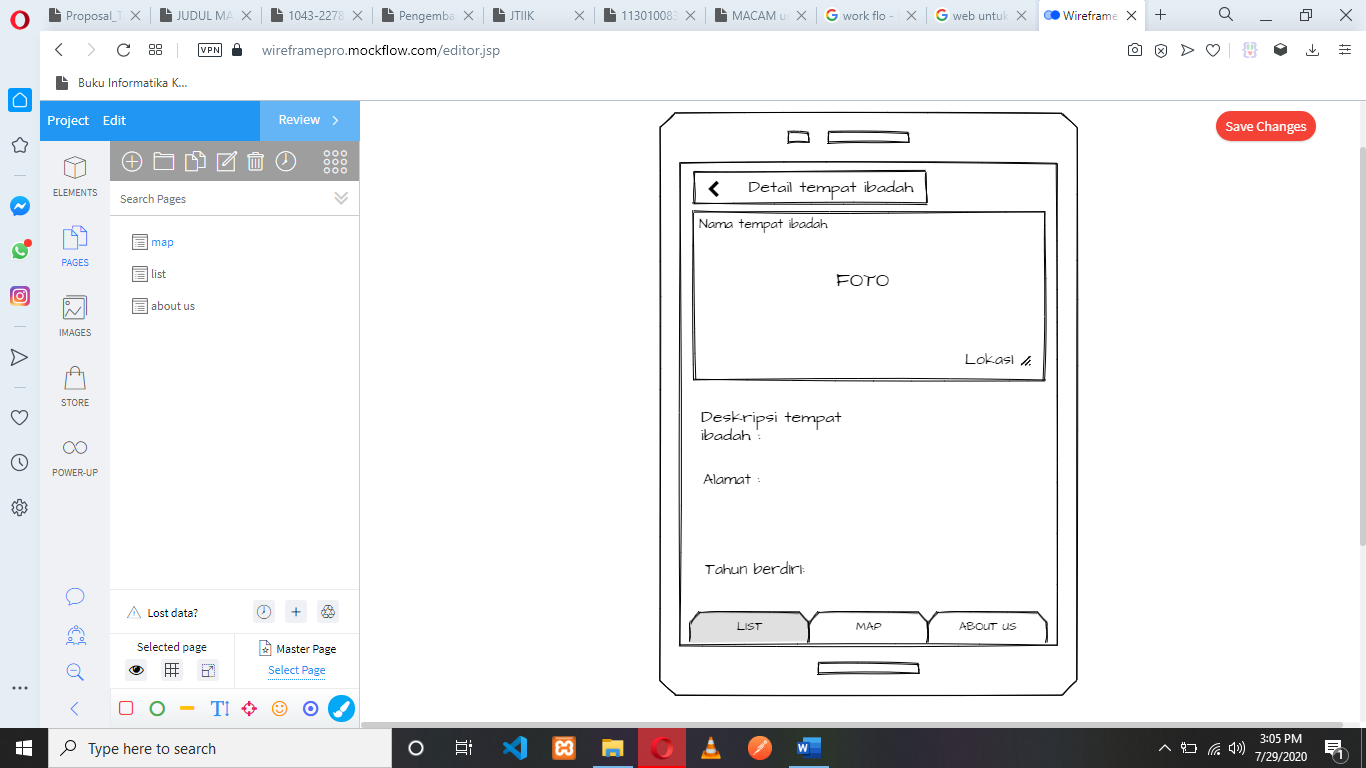 Proposal_T
JUDUL MA
1043-2278
Pengemba
JTIIK
113010083
MACAM u
work flo -
web untuk
Wireframe
VPN
wireframepro.mockflow.com/editor.jsp
Buku Informatika K...
Project
Edit
Review
Save Changes
ELEMENTS
PAGES
IMAGES
STORE
POWER-UP
Search Pages
map
list
about us
Lost data?
Selected page
Master Page
Select Page
Detail tempat ibadah
Nama tempat ibadah
FOTO
Lokasi
Deskripsi tempat
ibadah :
Alamat :
Tahun berdiri:
LIST
MAP
ABOUT US
Type here to search
3:05 PM
7/29/2020
1